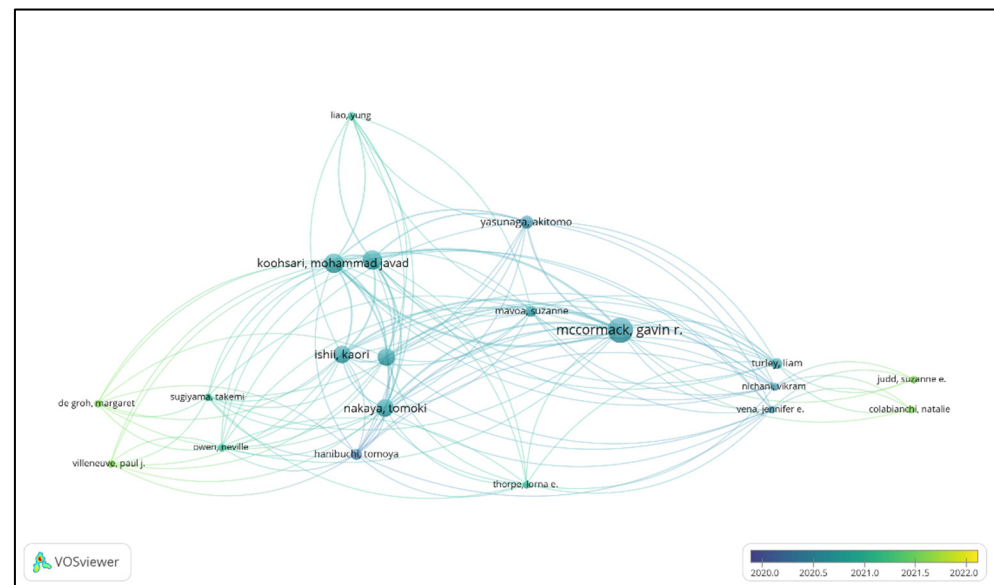 liao, yung
yasunaga, akitomo
koohsari, mohammad javad
mavoa, suzanne
mccormack, gavin r.
ishii, kaori
turley, liam
judd, suzanne e.
nichani, vikram
de groh, margaret
sugiyama, takemi
nakaya, tomoki
vena, jennifer e.
colabianchi, natalie
owen, neville
hanibuchi, tomoya
villeneuve, paul j.
thorpe, lorna e.
VOSviewer
2020.0 2020.5 2021.0 2021.5 2022.0